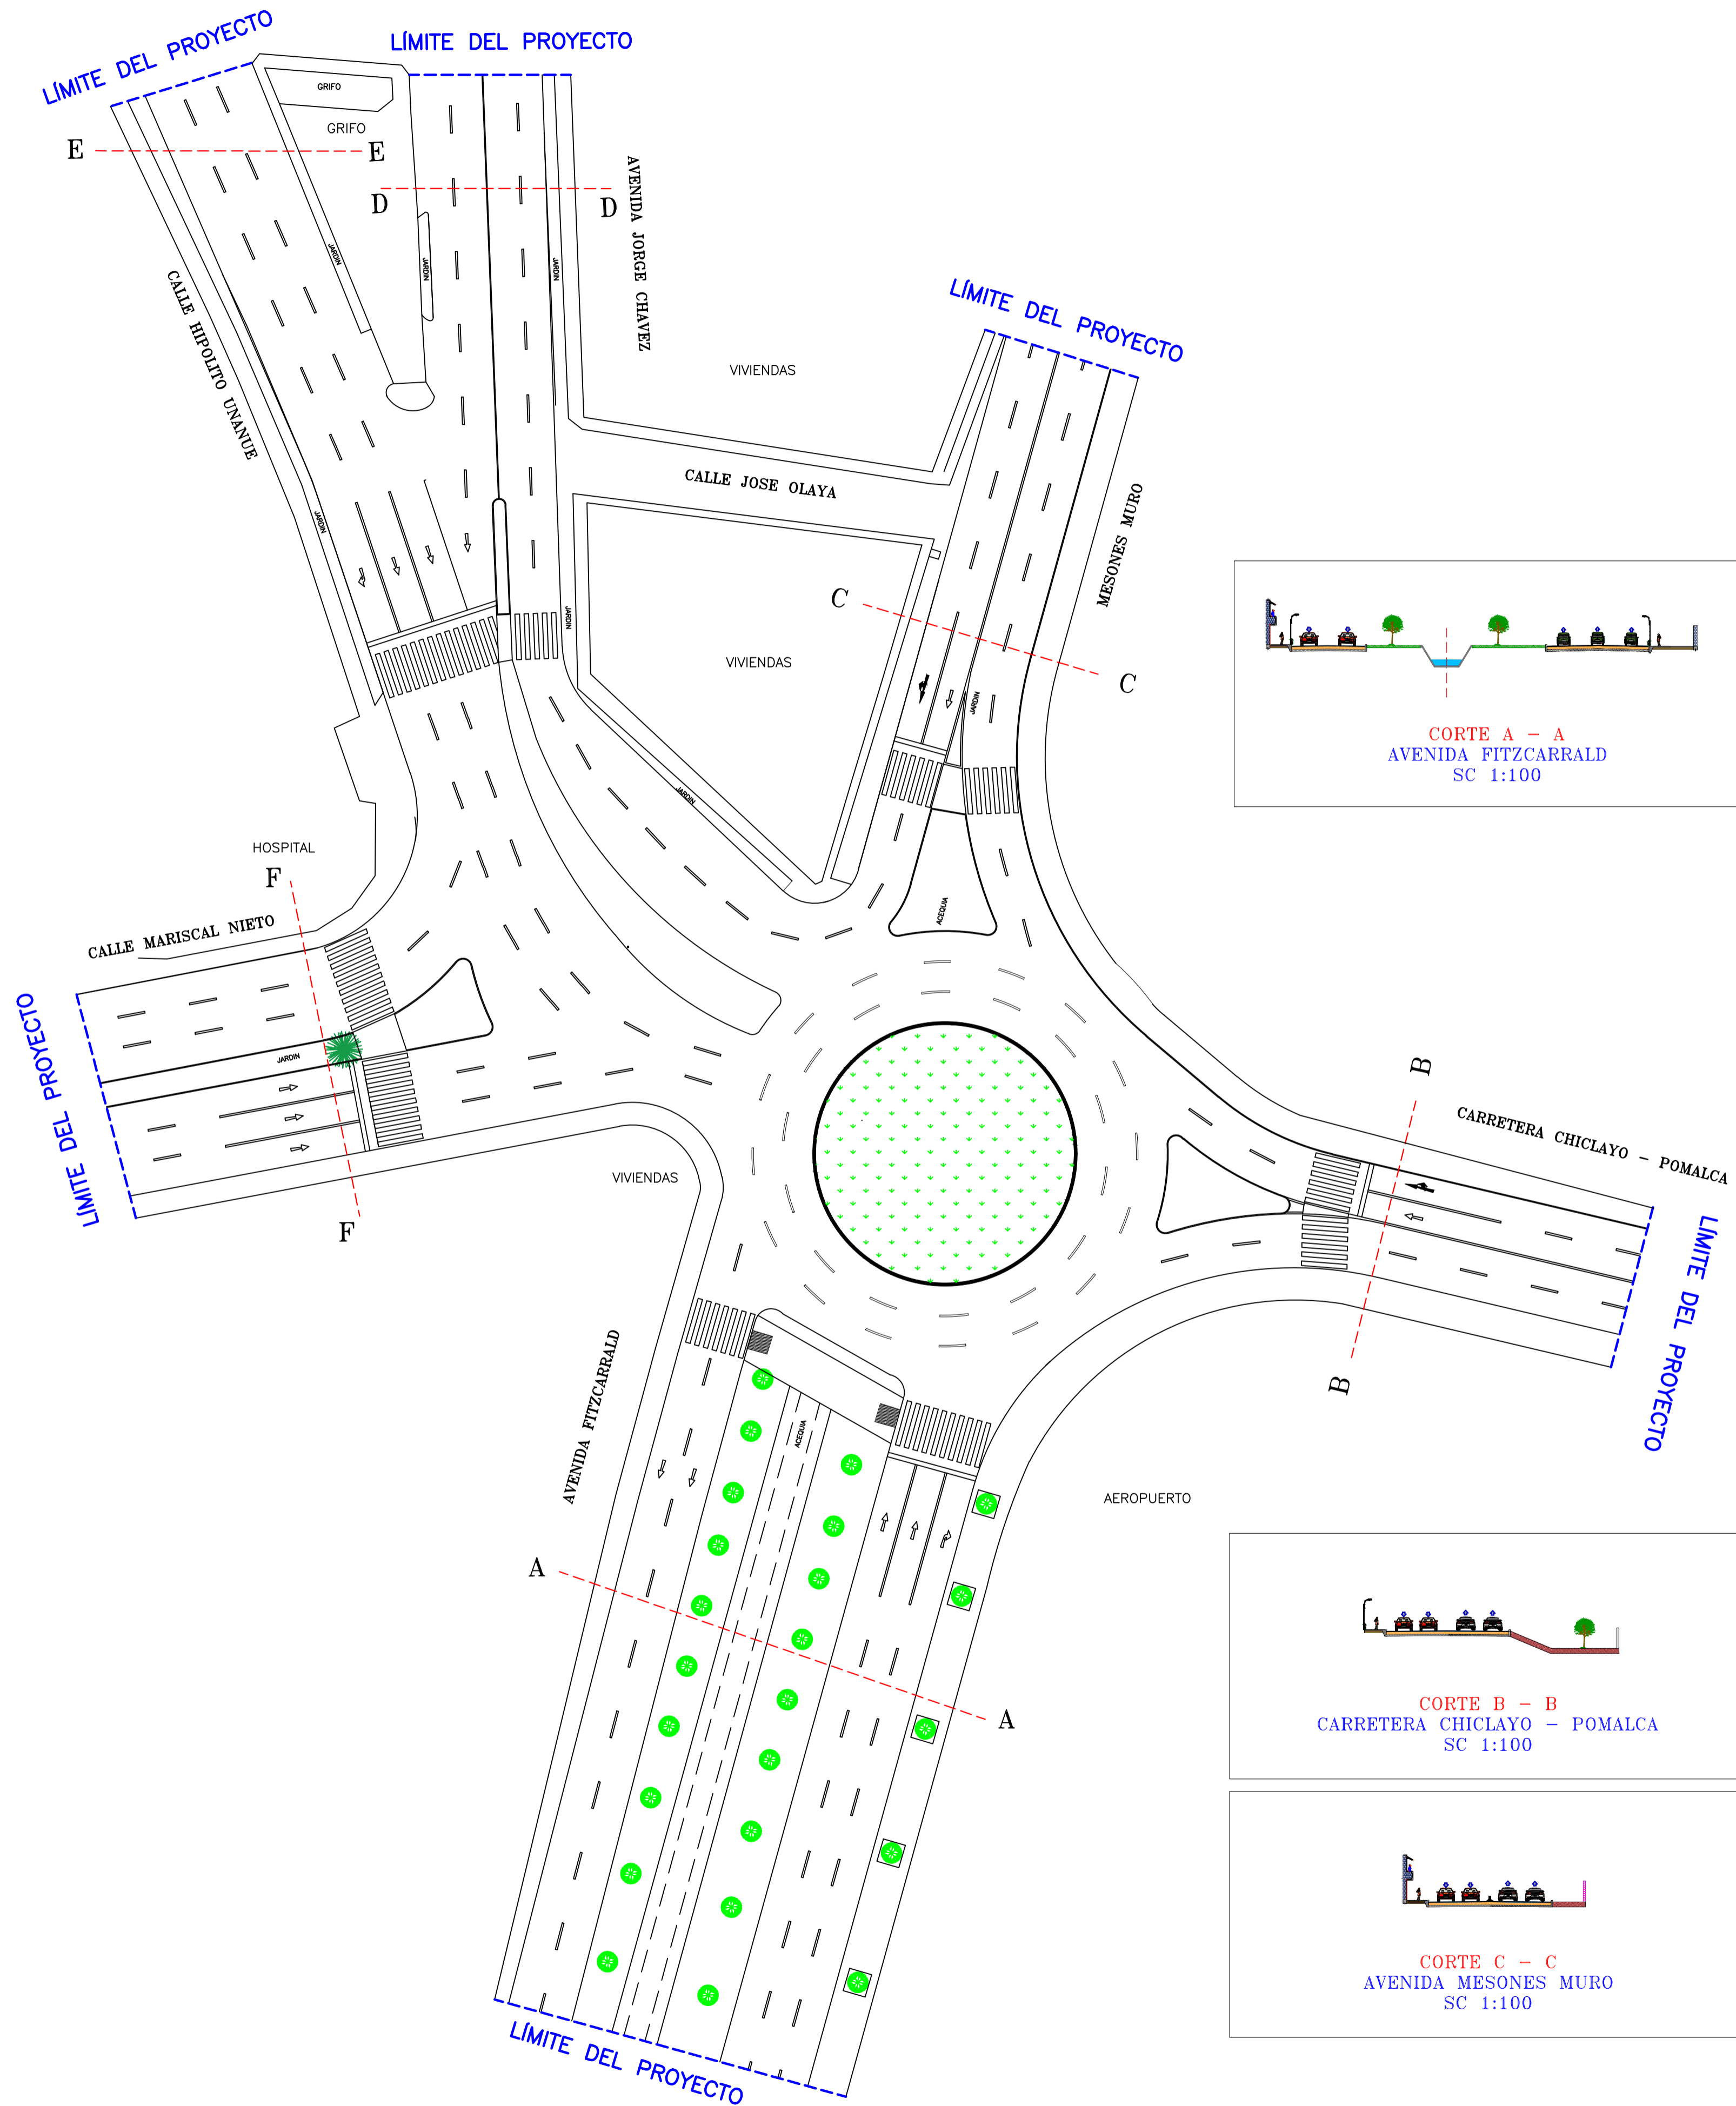 LÍMITE DEL PROYECTO
LÍMITE DEL PROYECTO
GRIFO
GRIFO
E
E
D
D
AVENIDA JORGE CHAVEZ
JARDIN
JARDIN
JARDIN
CALLE HIPOLITO UNANUE
LÍMITE DEL PROYECTO
VIVIENDAS
CALLE JOSE OLAYA
MESONES MURO
JARDIN
C
C
JARDIN
VIVIENDAS
JARDIN
JARDIN
CORTE A - A
AVENIDA FITZCARRALD
SC 1:100
HOSPITAL
F
CALLE MARISCAL NIETO
ACEQUIA
LÍMITE DEL PROYECTO
JARDIN
B
CARRETERA CHICLAYO - POMALCA
VIVIENDAS
F
LÍMITE DEL PROYECTO
B
AVENIDA FITZCARRALD
ACEQUIA
AEROPUERTO
A
A
CORTE B - B
CARRETERA CHICLAYO - POMALCA
SC 1:100
CORTE C - C
AVENIDA MESONES MURO
SC 1:100
LÍMITE DEL PROYECTO